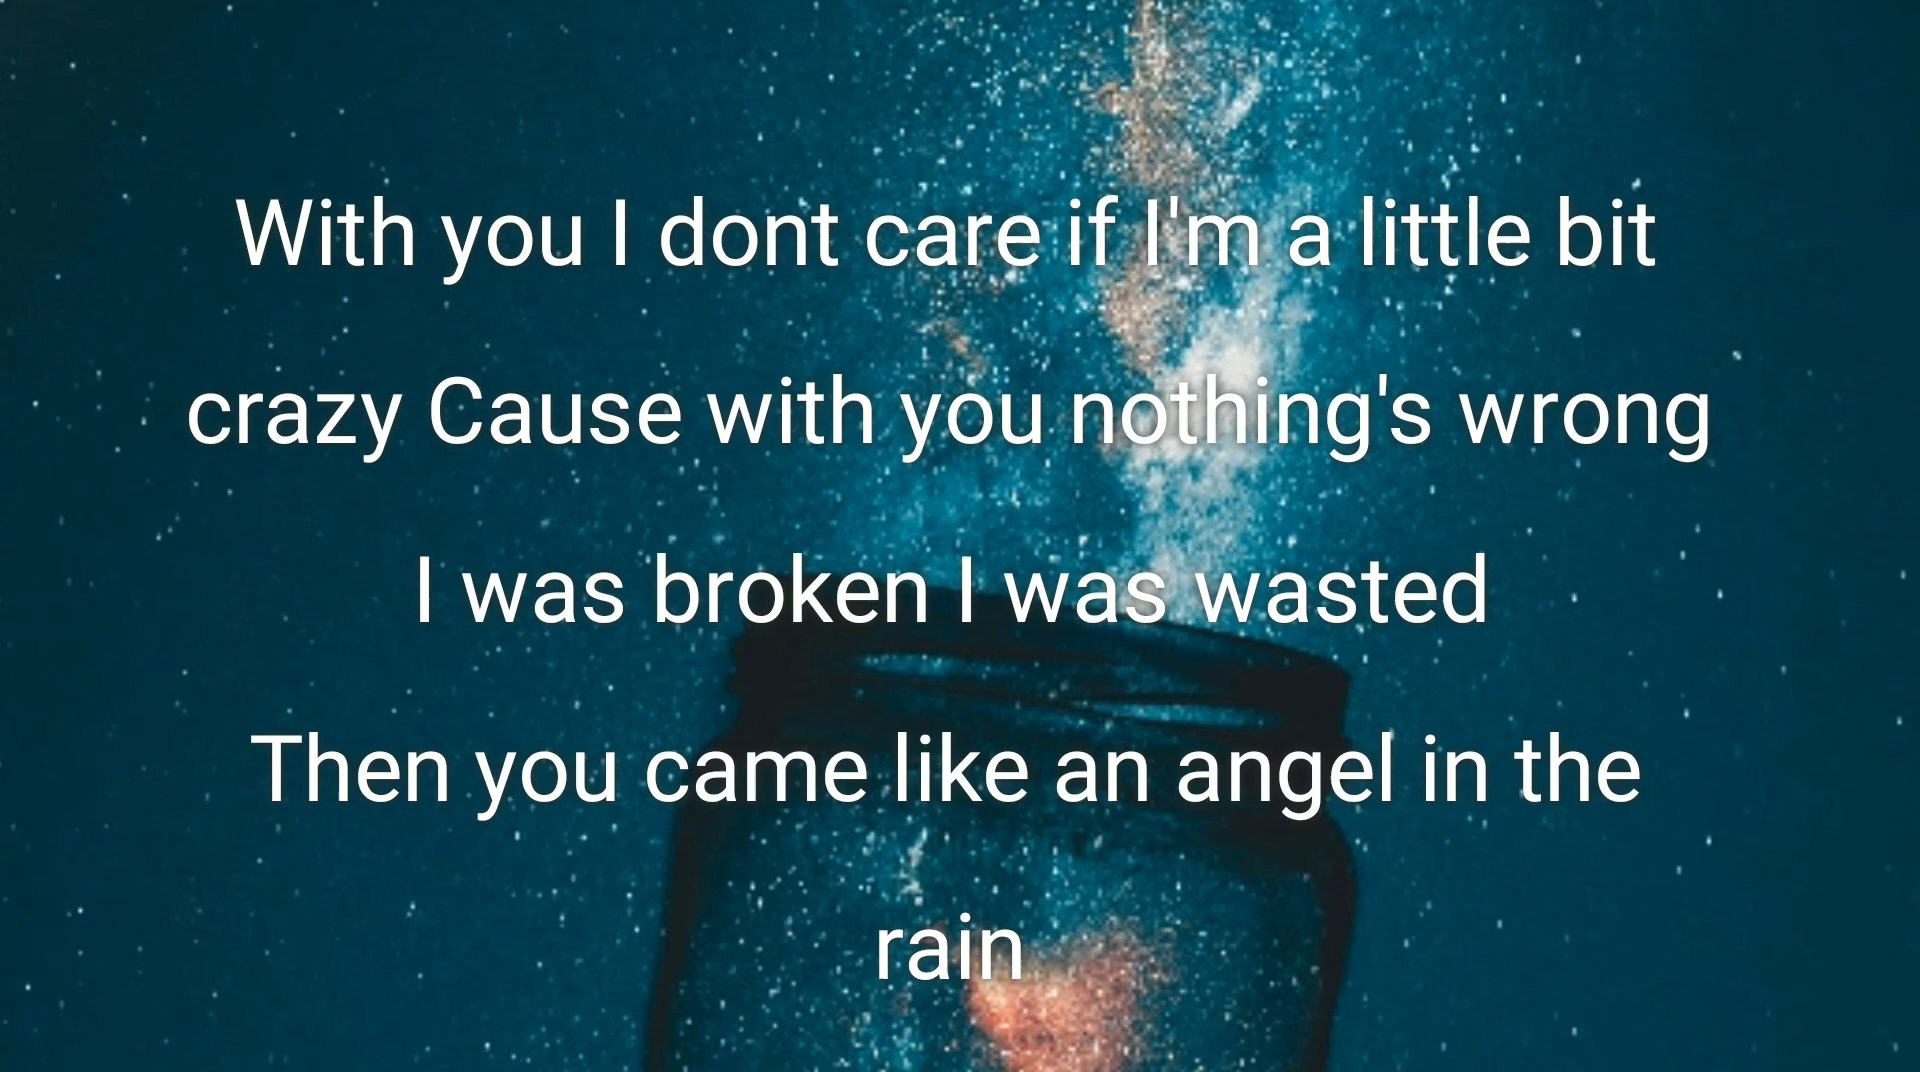 With you I dont care if I'm a little bit
crazy Cause with you nothing's wrong
I was broken I was wasted
Then you came like an angel in the
rain